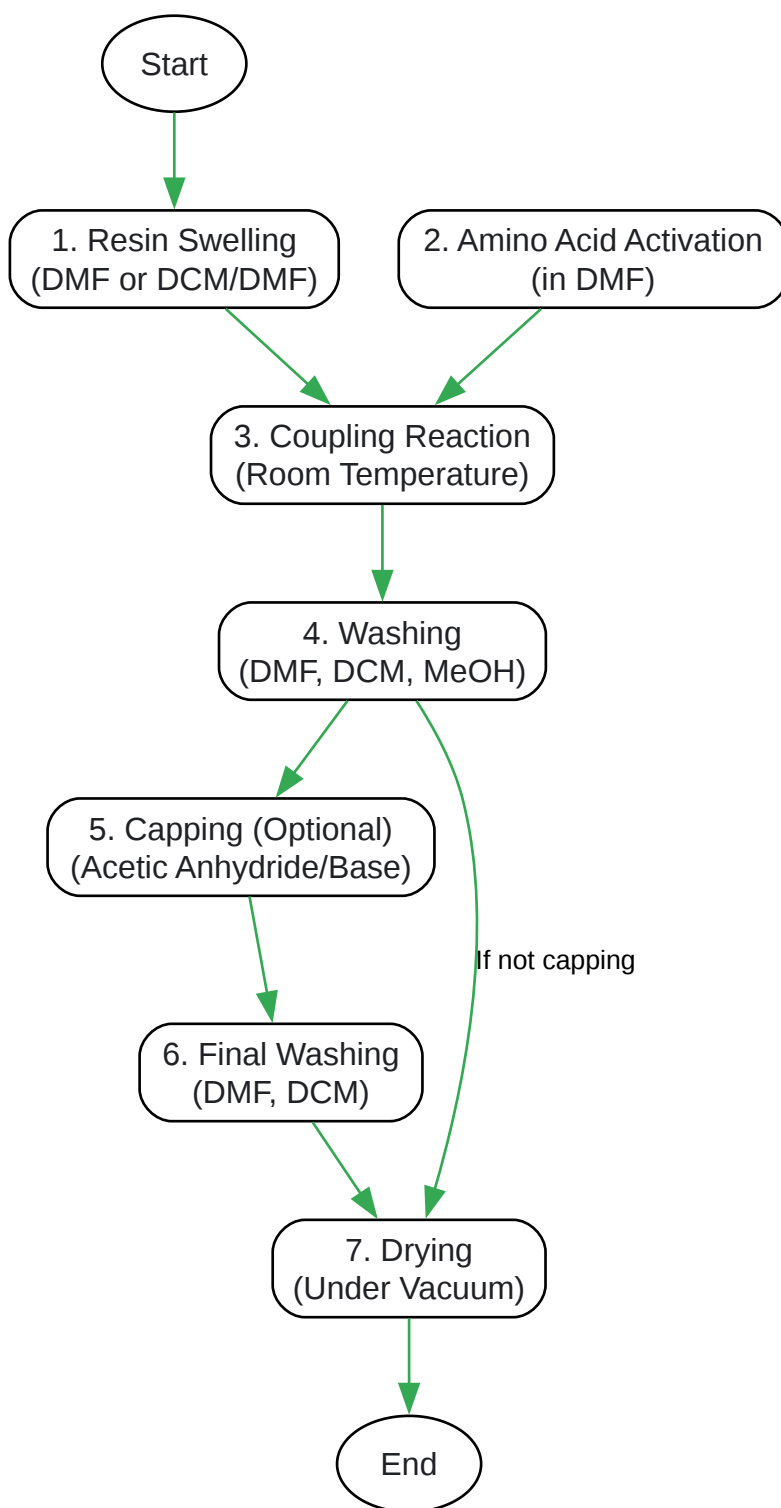 Start
1. Resin Swelling
(DMF or DCM/DMF)
2. Amino Acid Activation
(in DMF)
3. Coupling Reaction
(Room Temperature)
4. Washing
(DMF, DCM, MeOH)
5. Capping (Optional)
(Acetic Anhydride/Base)
If not capping
6. Final Washing
(DMF, DCM)
7. Drying
(Under Vacuum)
End